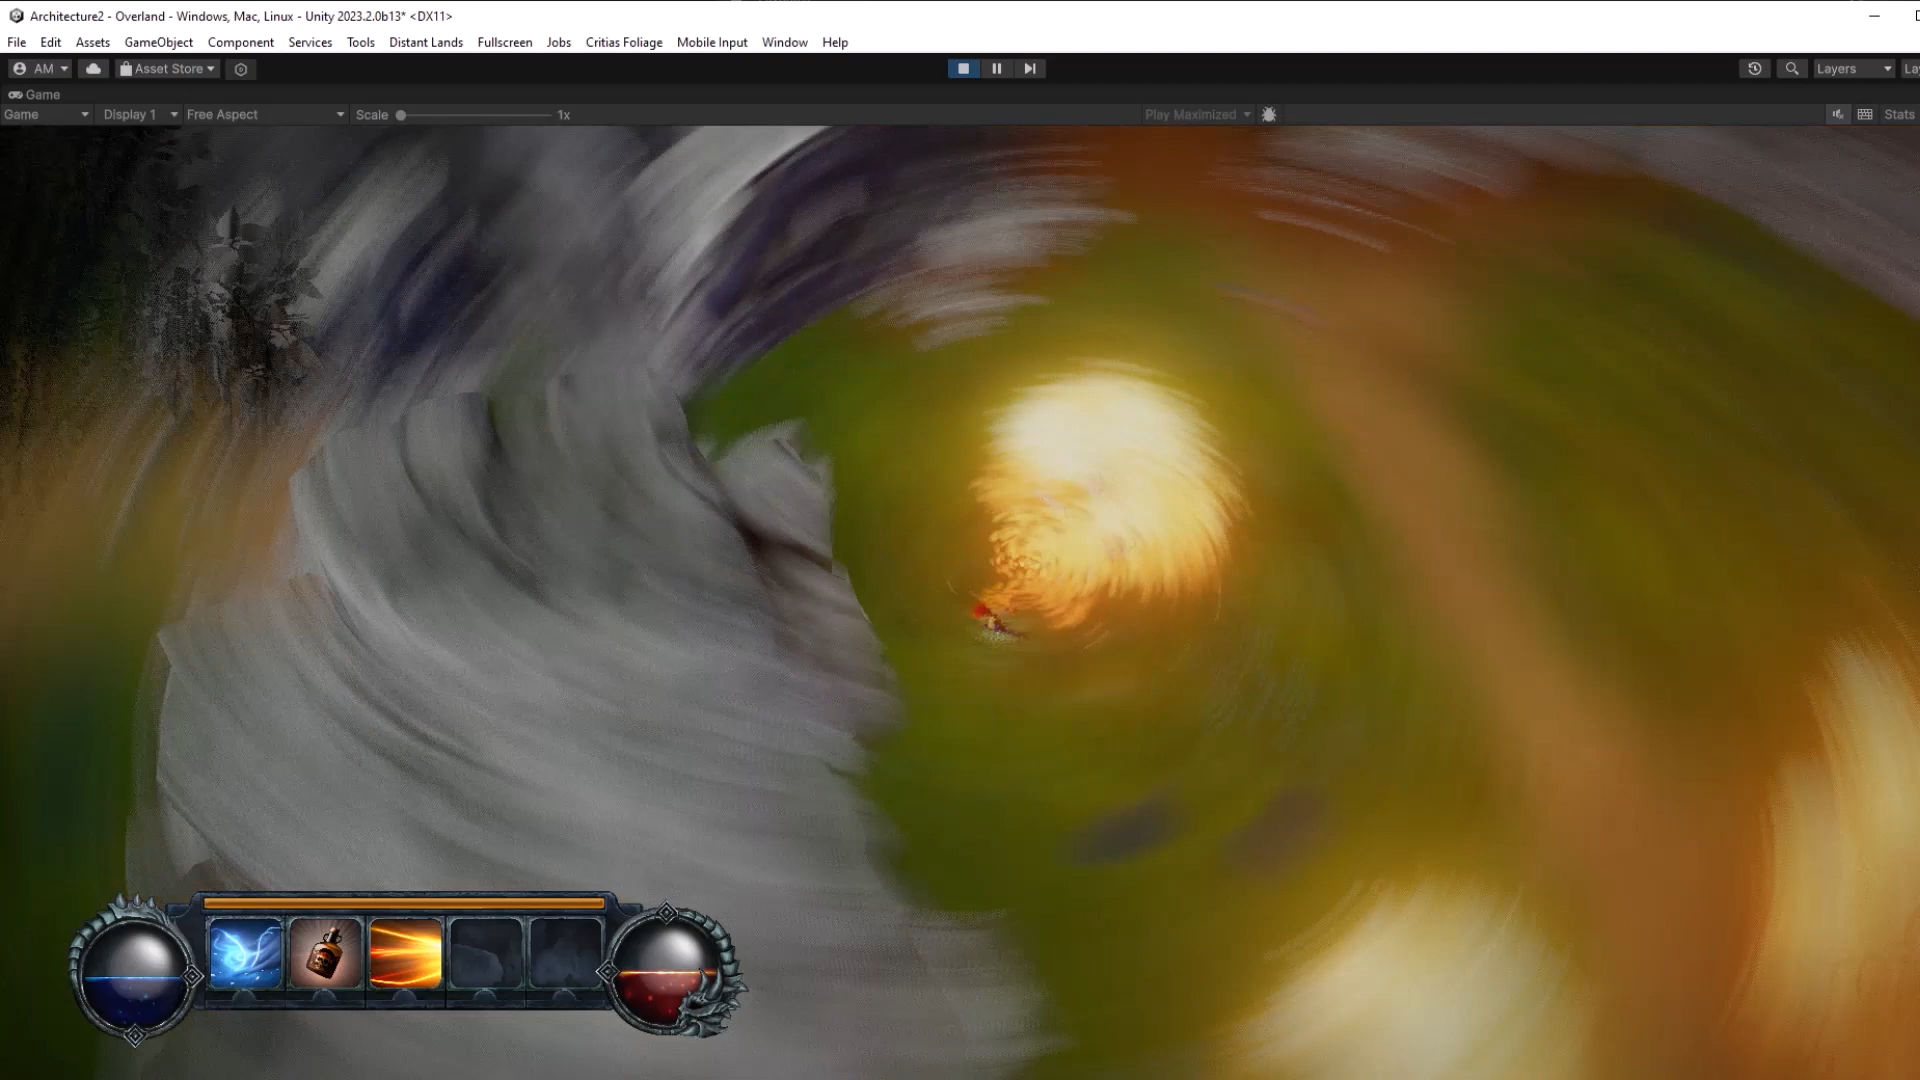 Architecture2 - Overland - Windows, Mac, Linux - Unity 2023.2.0b13* <DX11>
File Edit Assets GameObject Component Services Tools Distant Lands Fullscreen Jobs Critias Foliage Mobile Input Window Help
AM Asset Store Layers Lay
Game
Game Display 1 Free Aspect Scale 1x Play Maximized Stats